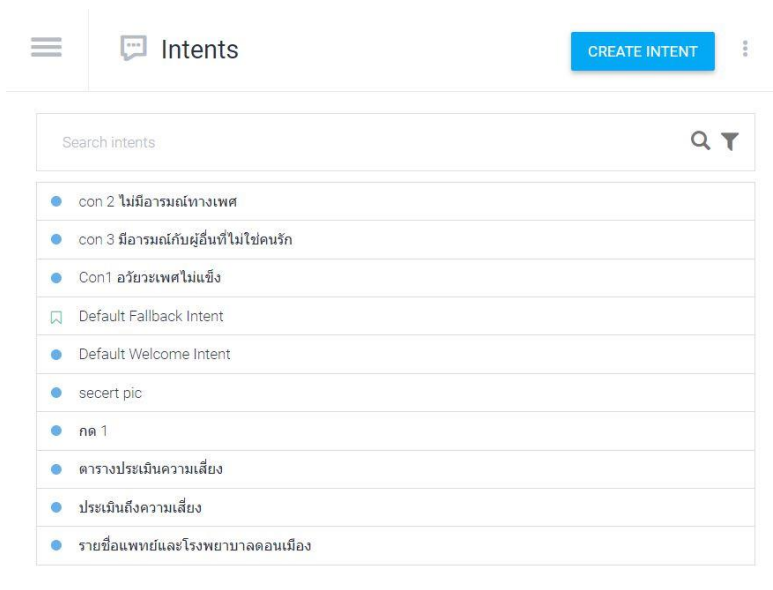 Intents
CREATE INTENT
Search intents
con 2 ไม่มีอารมณ์ทางเพศ
con 3 มีอารมณ์กับผู้อื่นที่ไม่ใช่คนรัก
Con1 อวัยวะเพศไม่แข็ง
Default Fallback Intent
Default Welcome Intent
secert pic
กด 1
ตารางประเมินความเสี่ยง
ประเมินถึงความเสี่ยง
รายชื่อแพทย์และโรงพยาบาลดอนเมือง